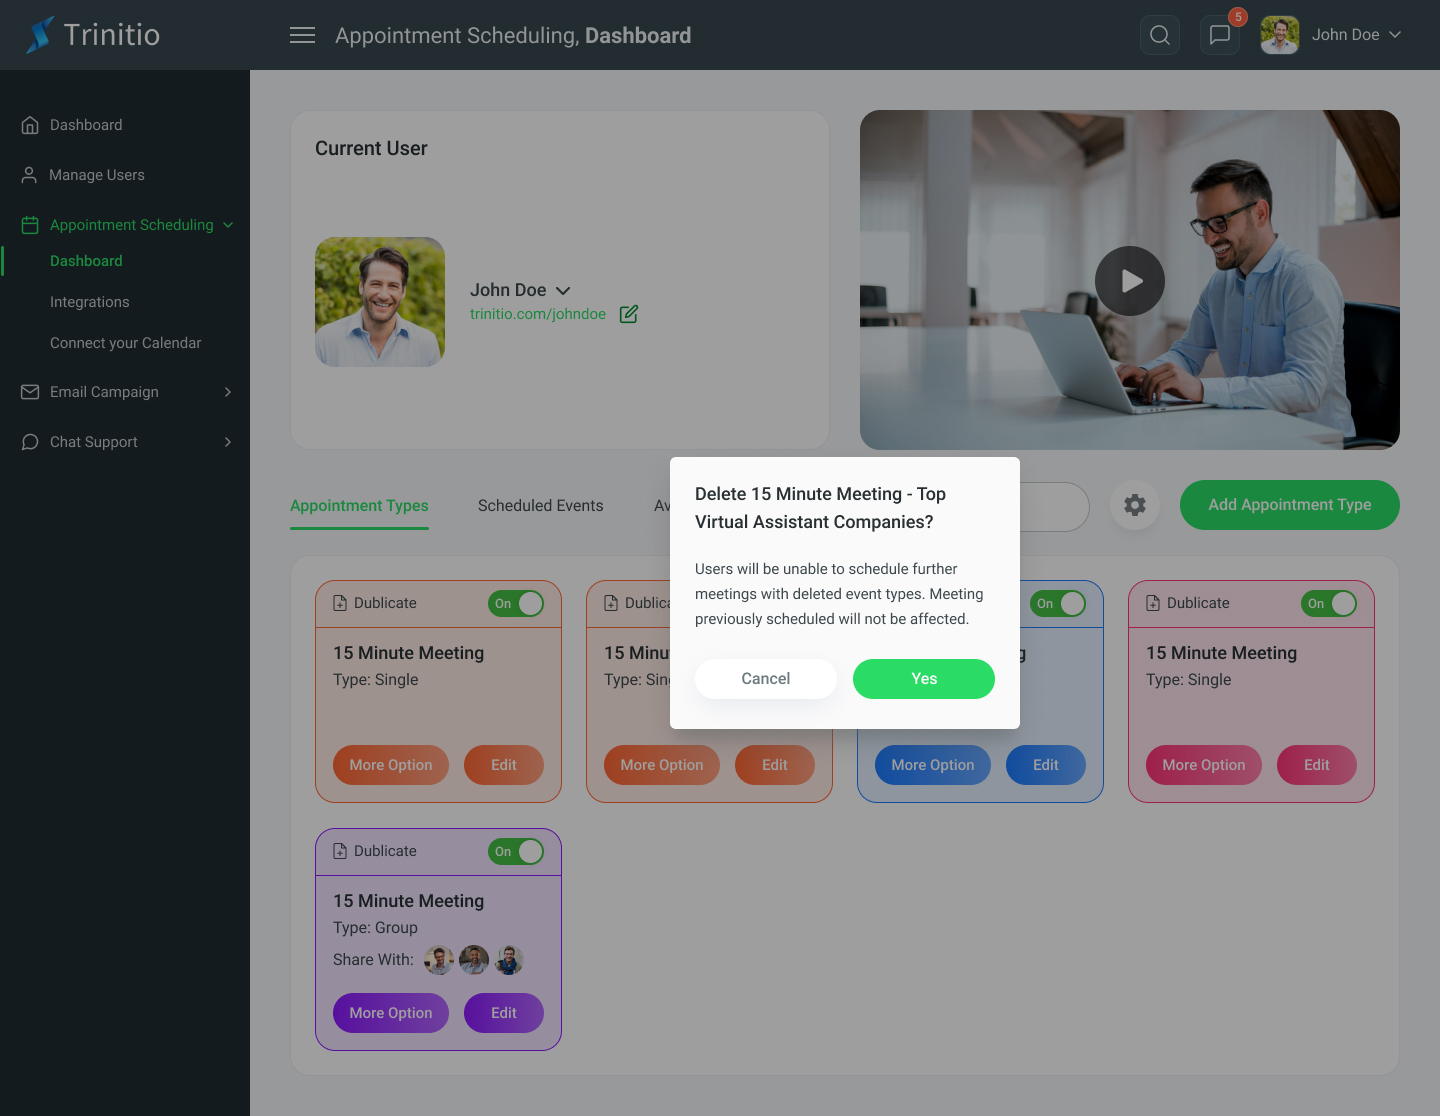 Trinitio
Appointment Scheduling, Dashboard
5
John Doe
Dashboard
Manage Users
Appointment Scheduling
Dashboard
Integrations
Connect your Calendar
Email Campaign
Chat Support
Current User
John Doe
trinitio.com/johndoe
Appointment Types
Scheduled Events
Add Appointment Type
Delete 15 Minute Meeting - Top
Virtual Assistant Companies?
Users will be unable to schedule further
meetings with deleted event types. Meeting
previously scheduled will not be affected.
Cancel
Yes
Dublicate
On
15 Minute Meeting
Type: Single
More Option
Edit
15
More Option
Edit
On
More Option
Edit
Dublicate
On
15 Minute Meeting
Type: Single
More Option
Edit
Dublicate
On
15 Minute Meeting
Type: Group
Share With:
More Option
Edit